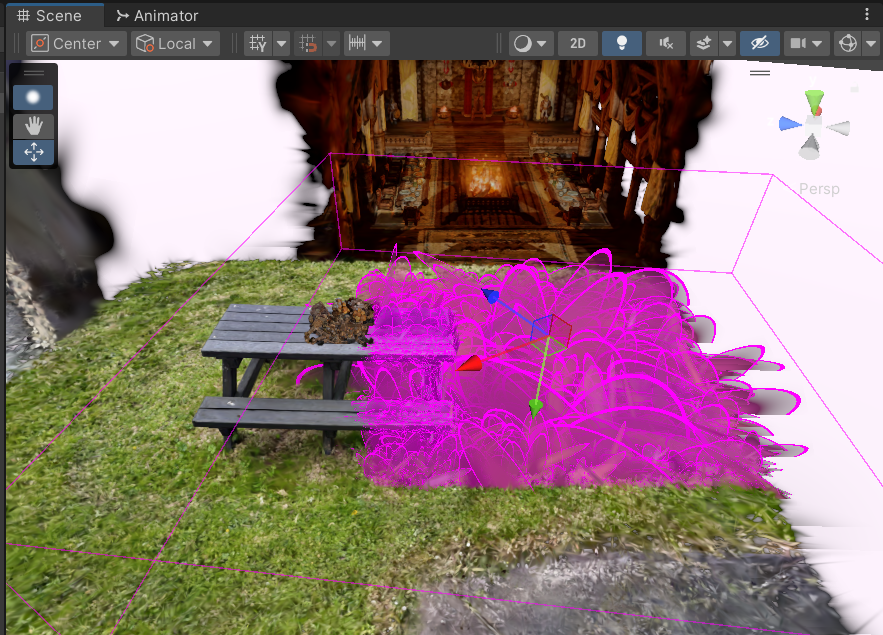 Scene
Animator
Center
Local
2D
Persp